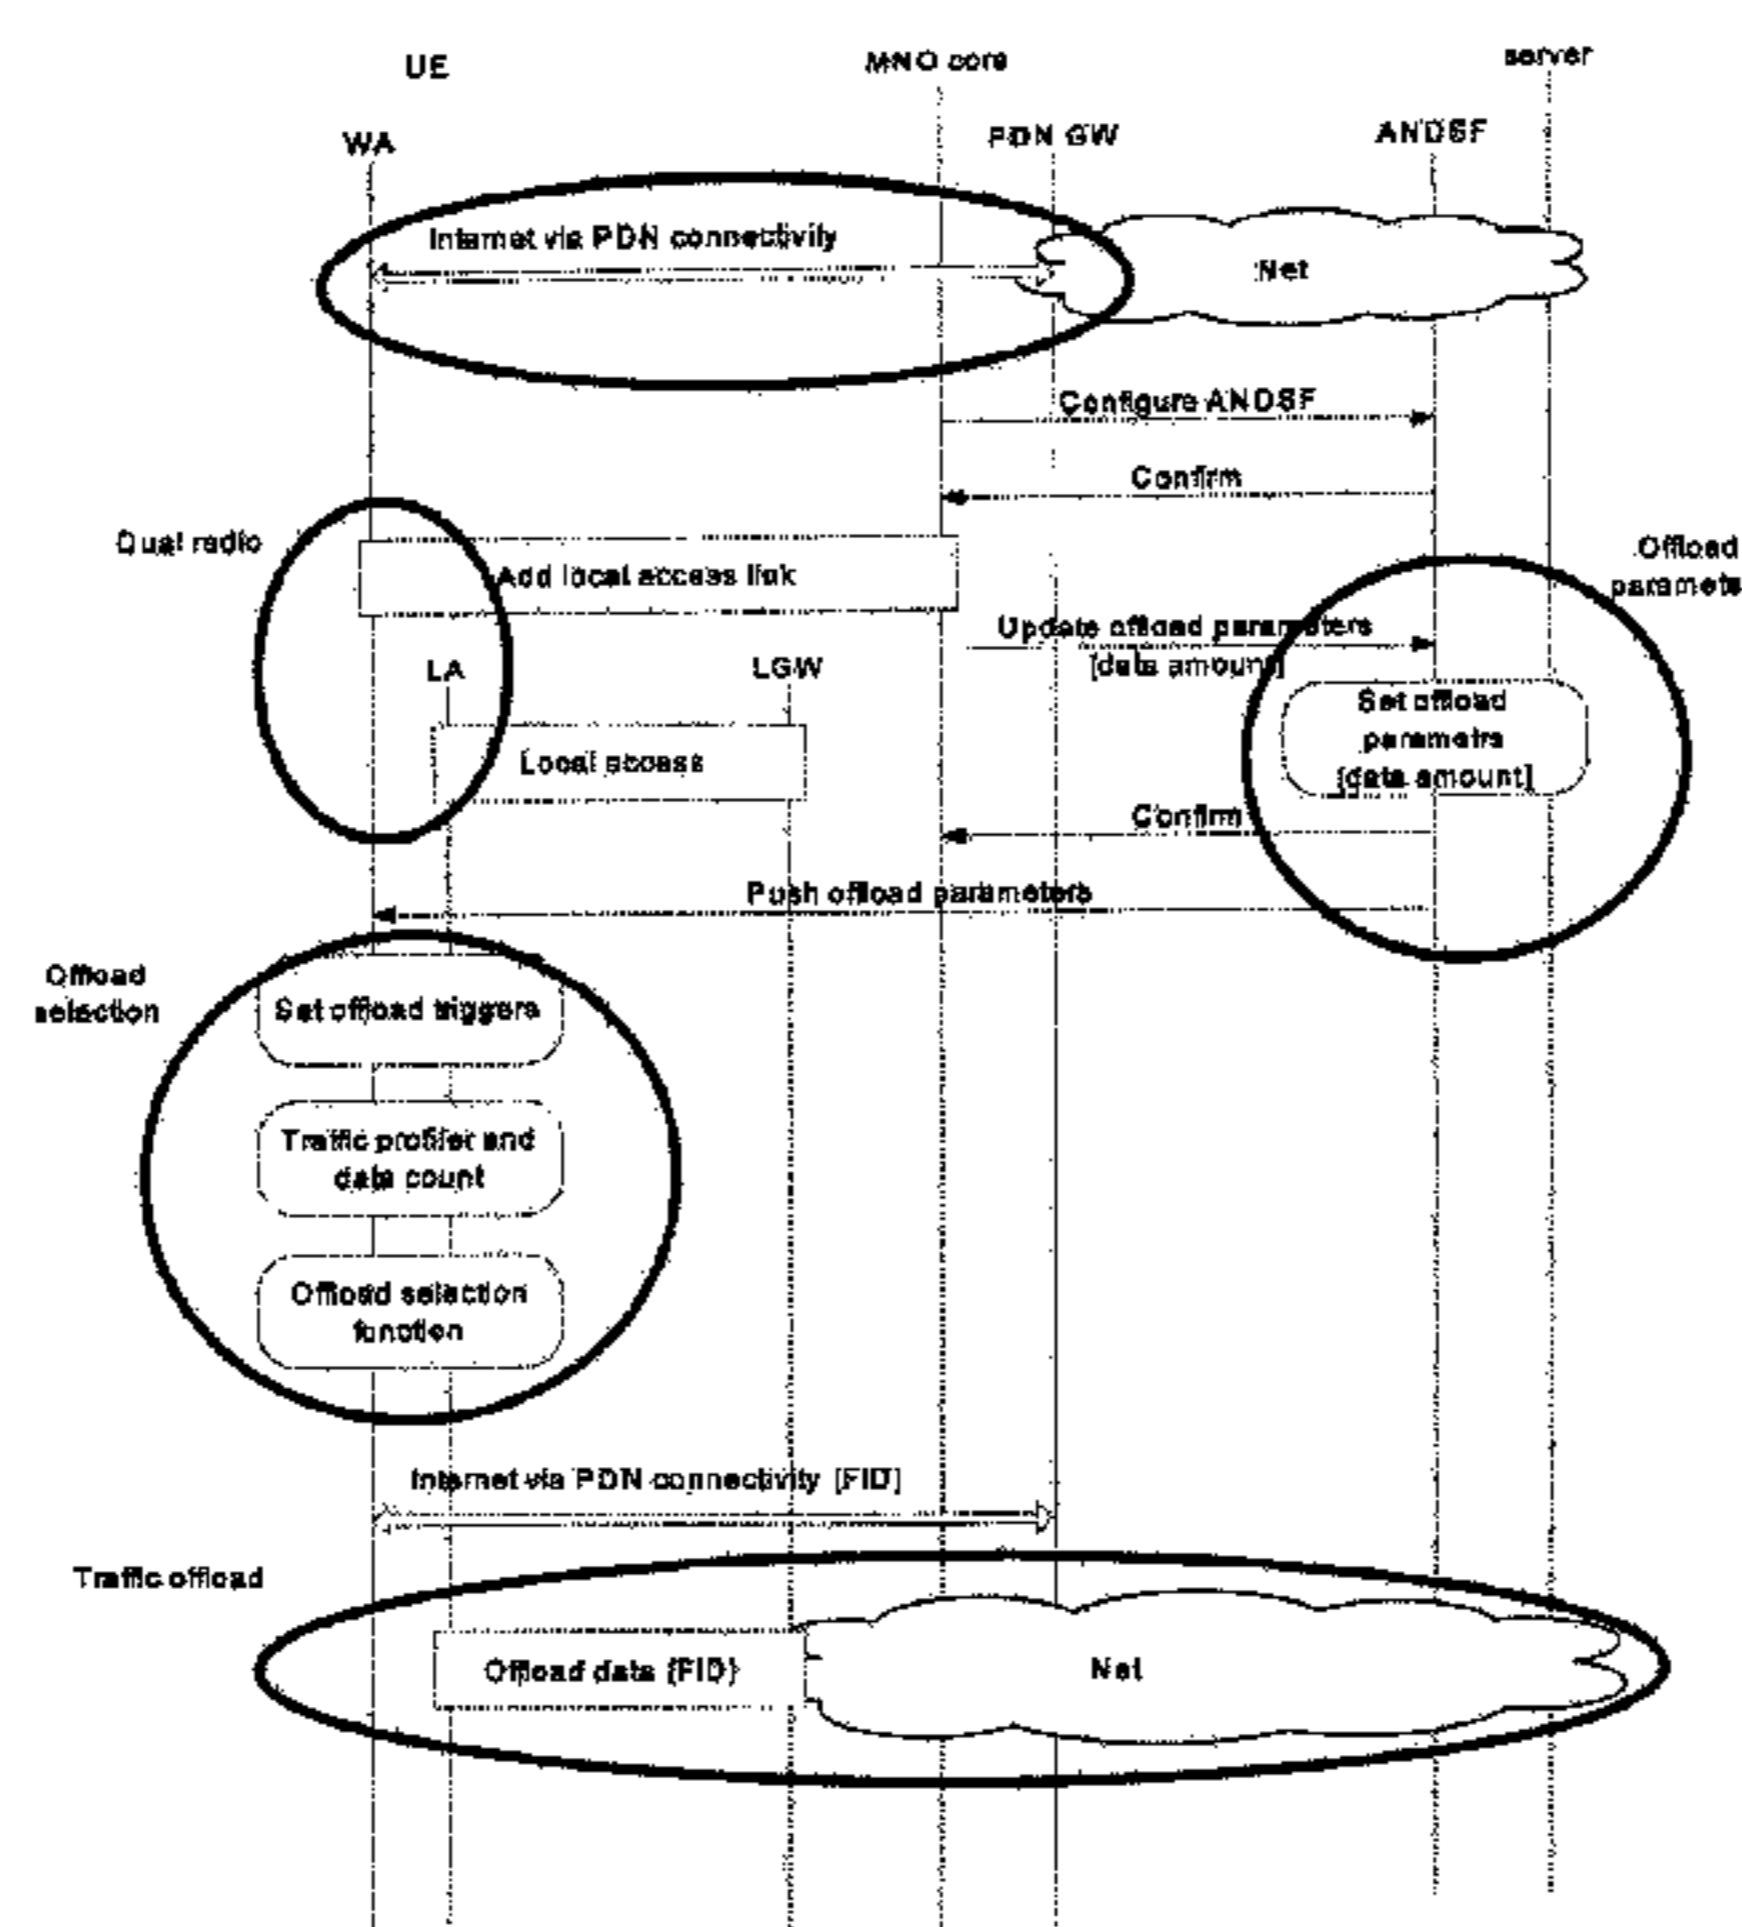 UE
MNO core
server
WA
PDN GW
ANDSF
Internet via PDN connectivity
Net
Configure ANDSF
Confirm
Dual radio
Add local access link
Offload
paramets
Update offload parameters
[data amount]
LA
LGW
Set offload
parametrs
[data amount]
Local access
Confirm
Push offload parameters
Offload
selection
Set offload triggers
Traffic profiler and
data count
Offload selection
function
Internet via PDN connectivity [FID]
Traffic offload
Offload data {FID}
Net